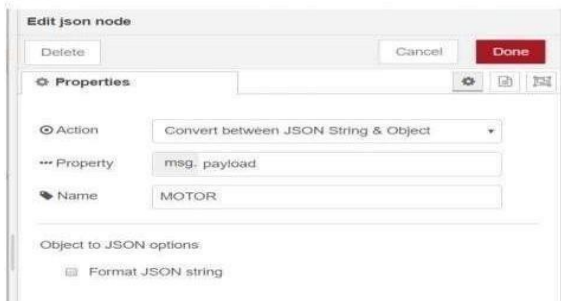 Edit json node
Delete Cancel Done
Properties
Action Convert between JSON String & Object
Property msg. payload
Name MOTOR
Object to JSON options
Format JSON string